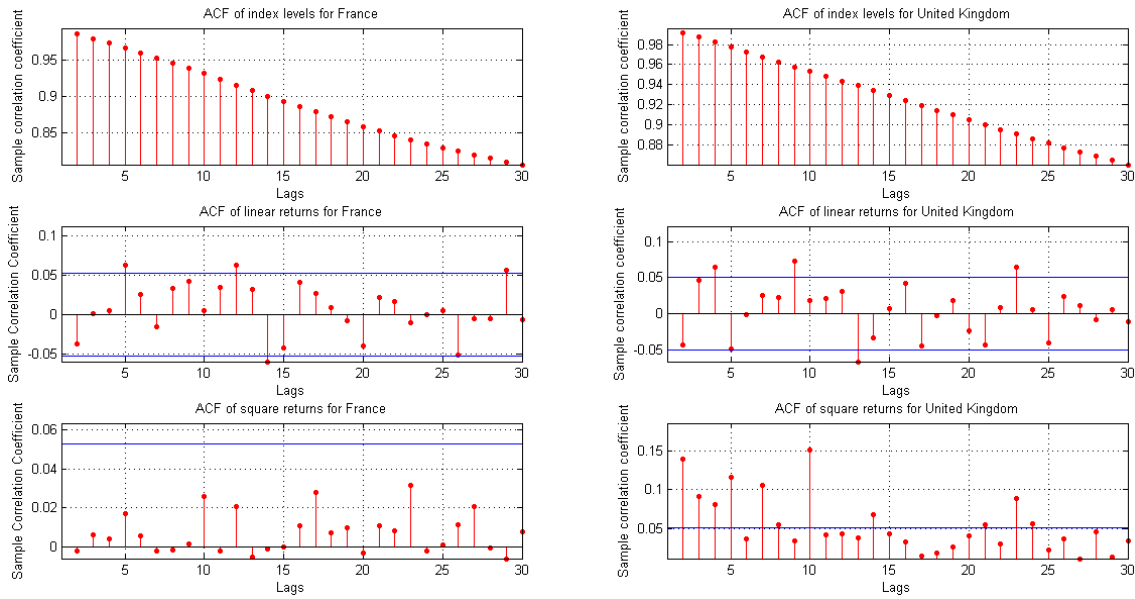 ACF of index levels for France
Sample correlation coefficient
0.95
0.9
0.85
5 10 15 20 25 30
Lags
ACF of index levels for United Kingdom
Sample correlation coefficient
0.98
0.96
0.94
0.92
0.9
0.88
5 10 15 20 25 30
Lags
ACF of linear returns for France
Sample Correlation Coefficient
0.1
0.05
0
-0.05
5 10 15 20 25 30
Lags
ACF of linear returns for United Kingdom
Sample correlation coefficient
0.1
0.05
0
-0.05
5 10 15 20 25 30
Lags
ACF of square returns for France
Sample Correlation Coefficient
0.06
0.04
0.02
0
5 10 15 20 25 30
Lags
ACF of square returns for United Kingdom
Sample correlation coefficient
0.15
0.1
0.05
5 10 15 20 25 30
Lags